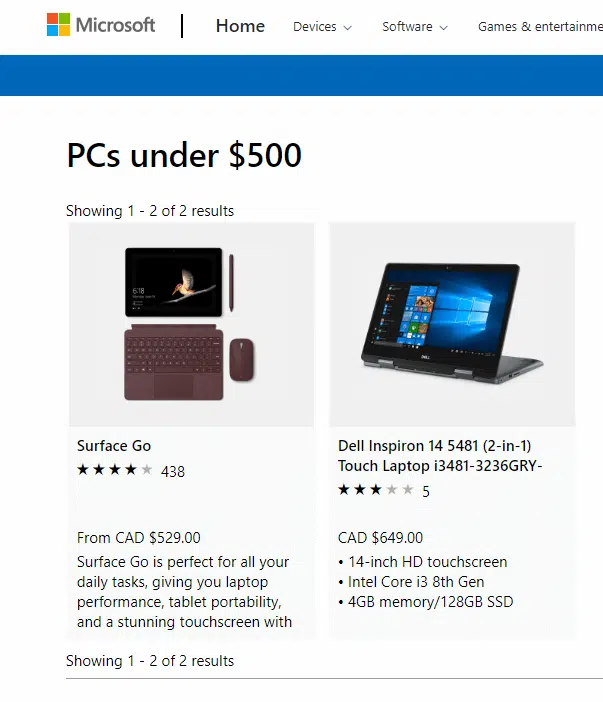 Microsoft Home Devices Software Games & entertainme
PCs under $500
Showing 1 - 2 of 2 results
6:18
DELL
Surface Go
438
Dell Inspiron 14 5481 (2-in-1)
Touch Laptop i3481-3236GRY-
5
From CAD $529.00
Surface Go is perfect for all your
daily tasks, giving you laptop
performance, tablet portability,
and a stunning touchscreen with
CAD $649.00
• 14-inch HD touchscreen
• Intel Core i3 8th Gen
• 4GB memory/128GB SSD
Showing 1 - 2 of 2 results